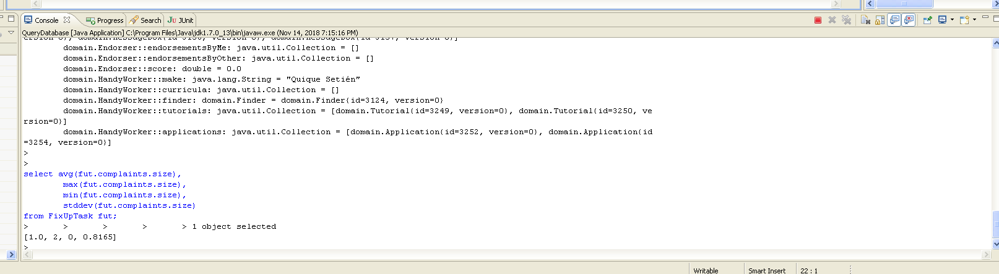 Console Progress Search JUnit
QueryDatabase [Java Application] C:\Program Files\Java\jdk1.7.0_13\bin\javaw.exe (Nov 14, 2018 7:15:16 PM)
domain.Endorser::endorsementsByMe: java.util.Collection = []
domain.Endorser::endorsementsByOther: java.util.Collection = []
domain.Endorser::score: double = 0.0
domain.HandyWorker::make: java.lang.String = "Quique Setién"
domain.HandyWorker::curricula: java.util.Collection = []
domain.HandyWorker::finder: domain.Finder = domain.Finder{id=3124, version=0}
domain.HandyWorker::tutorials: java.util.Collection = [domain.Tutorial{id=3249, version=0}, domain.Tutorial{id=3250, ve
rsion=0}]
domain.HandyWorker::applications: java.util.Collection = [domain.Application{id=3252, version=0}, domain.Application{id
=3254, version=0}]
>
>
select avg(fut.complaints.size),
max(fut.complaints.size),
min(fut.complaints.size),
stddev(fut.complaints.size)
from FixUpTask fut;
> > > > > 1 object selected
[1.0, 2, 0, 0.8165]
>
Writable Smart Insert 22 : 1